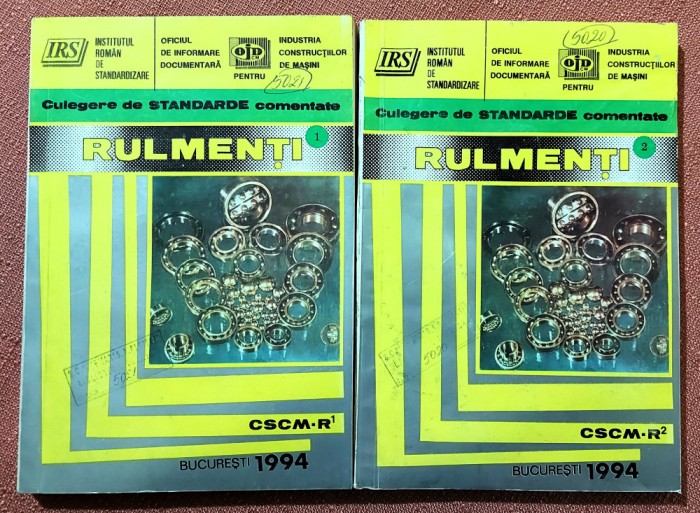 IRS
INSTITUTUL
ROMÂN
DE
STANDARDIZARE
OFICIUL
DE INFORMARE
DOCUMENTARĂ
PENTRU
INDUSTRIA
CONSTRUCȚIILOR
DE MAȘINI
5021
Culegere de STANDARDE comentate
RULMENȚI
1
5021
CSCM-R1
BUCUREȘTI 1994
IRS
INSTITUTUL
ROMÂN
DE
STANDARDIZARE
OFICIUL
DE INFORMARE
DOCUMENTARĂ
PENTRU
INDUSTRIA
CONSTRUCȚIILOR
DE MAȘINI
5020
Culegere de STANDARDE comentate
RULMENȚI
2
5020
CSCM-R2
BUCUREȘTI 1994